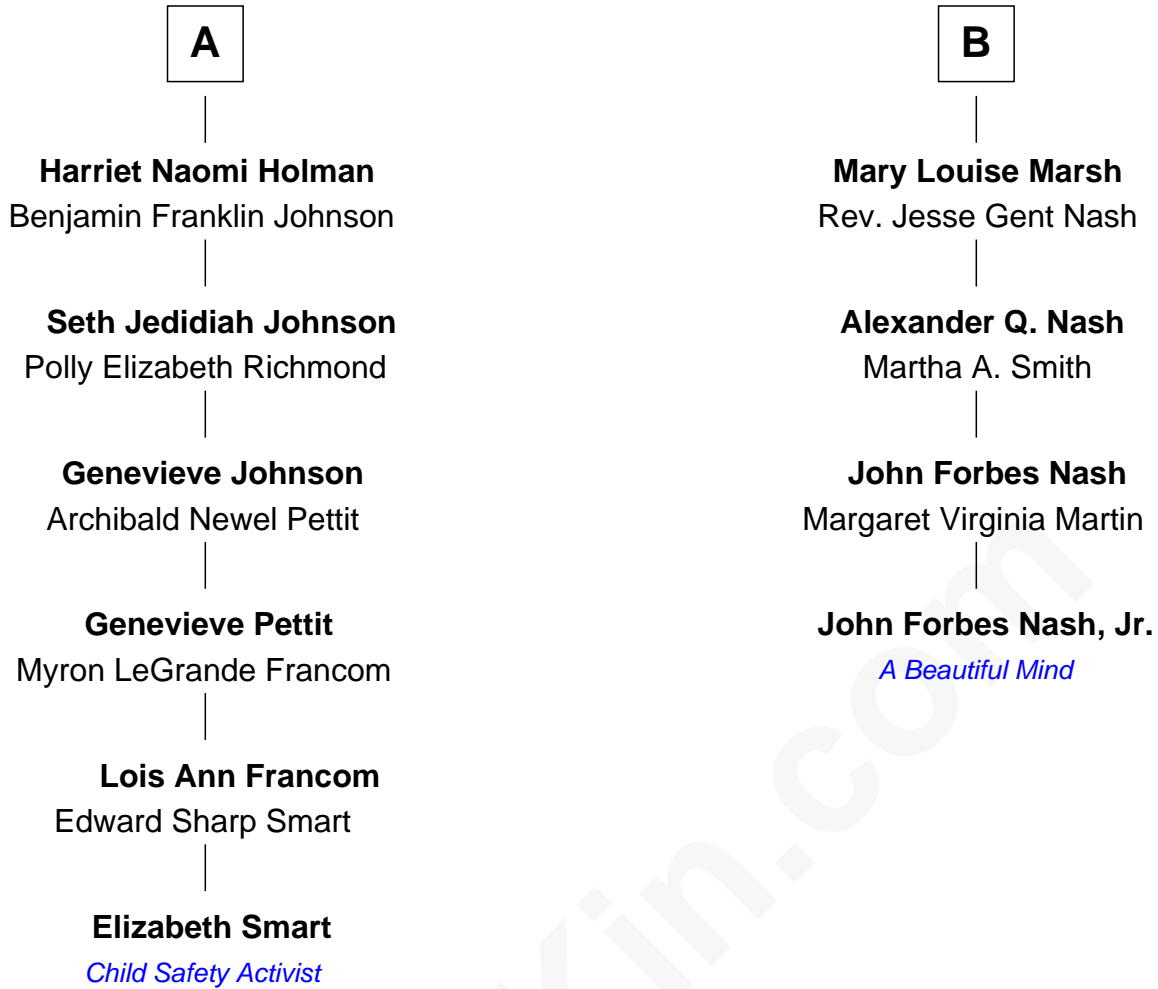 A
Harriet Naomi Holman
Benjamin Franklin Johnson
Seth Jedidiah Johnson
Polly Elizabeth Richmond
Genevieve Johnson
Archibald Newel Pettit
Genevieve Pettit
Myron LeGrande Francom
Lois Ann Francom
Edward Sharp Smart
Elizabeth Smart
Child Safety Activist
B
Mary Louise Marsh
Rev. Jesse Gent Nash
Alexander Q. Nash
Martha A. Smith
John Forbes Nash
Margaret Virginia Martin
John Forbes Nash, Jr.
A Beautiful Mind
Kin.com